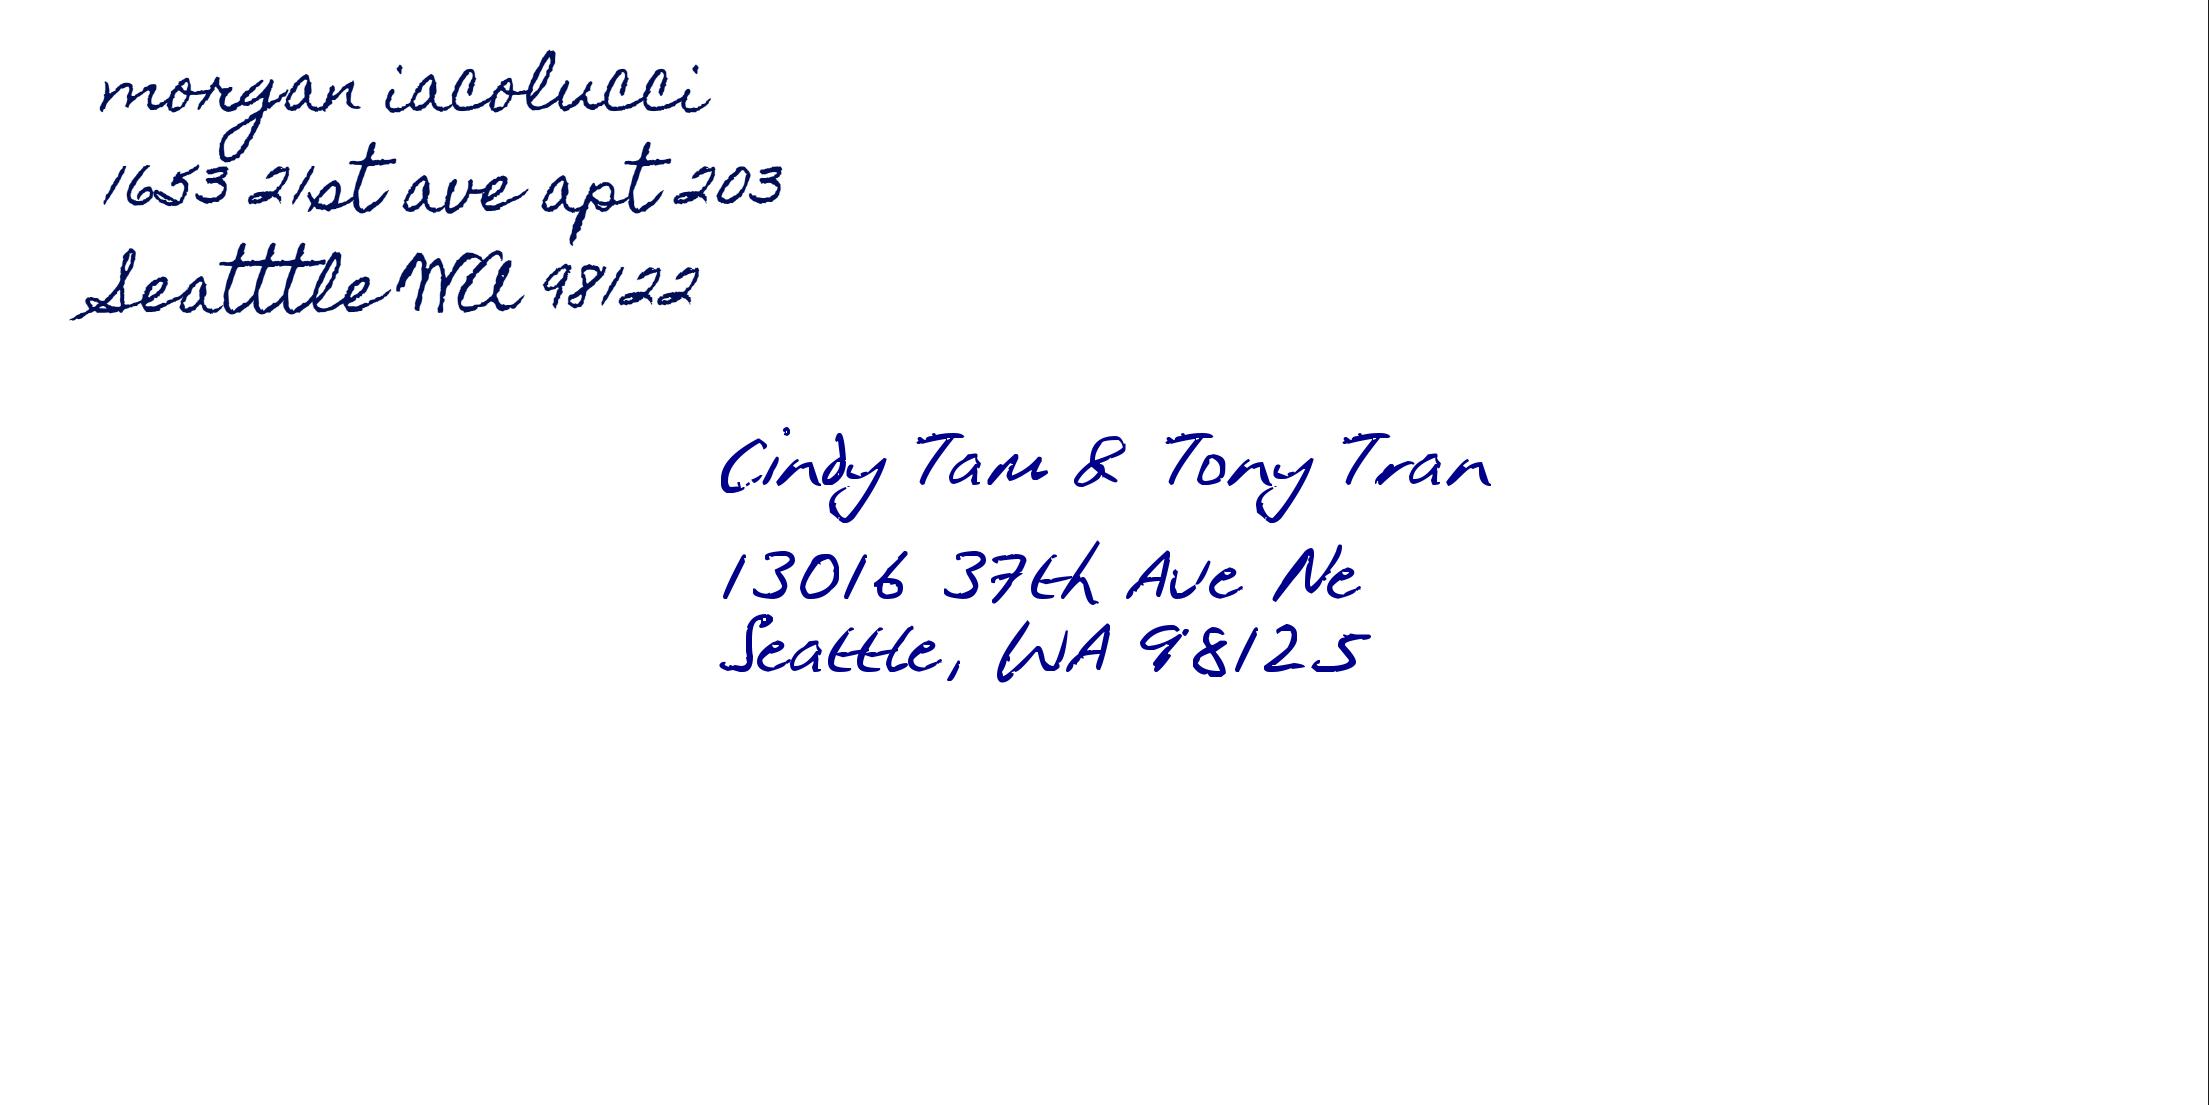 morgan iacolucci
1653 21st ave apt 203
Seatttle WA 98122
Cindy Tam & Tony Tran
13016 37th Ave Ne
Seattle, WA 98125